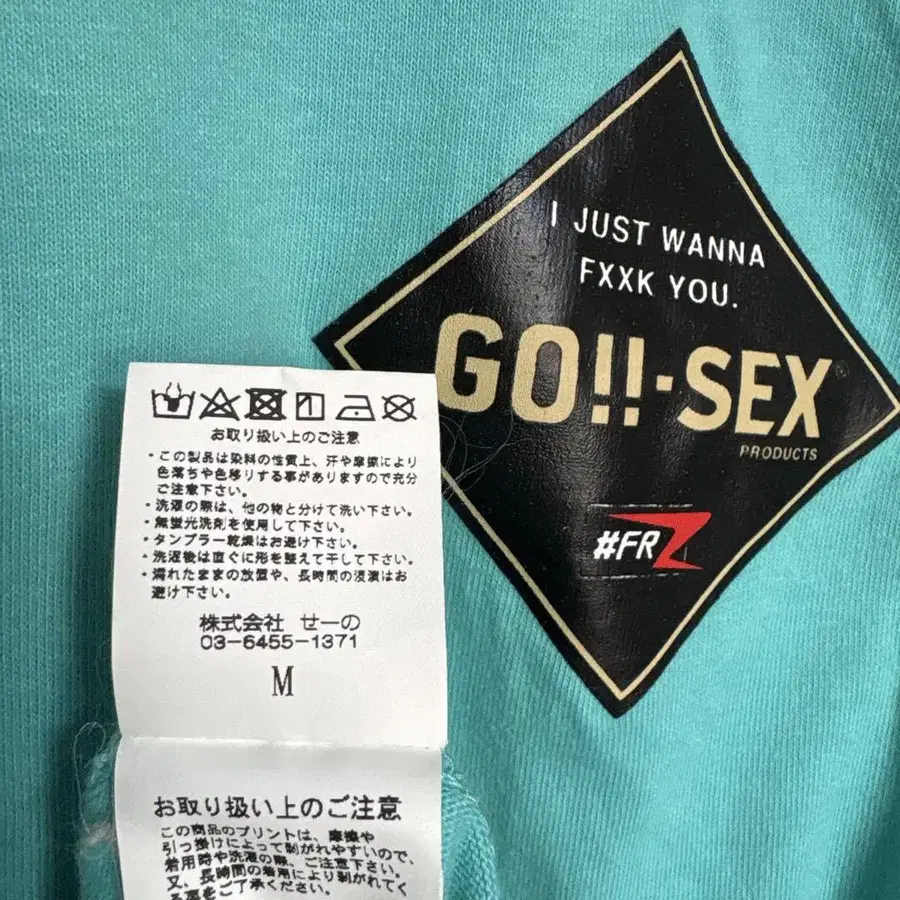 I JUST WANNA
FXXK YOU.
GO!!-SEX®
PRODUCTS
#FR2
お取り扱い上のご注意
・この製品は染料の性質上、汗や摩擦により
色落ちや色移りする事がありますので充分
ご注意下さい。
・洗濯の際は、他の物と分けて洗い下さい。
・無蛍光洗剤を使用して下さい。
・タンブラー乾燥はお避け下さい。
・洗濯後は直ぐに形を整えて干して下さい。
・濡れたままの放置や、長時間の浸漬はお
避け下さい。
株式会社 せーの
03-6455-1371
M
お取り扱い上のご注意
この商品のプリントは、摩擦や
引っ掛けによって剥がれやすいので、
着用時や洗濯の際、ご注意下さい。
又、長時間の着用により剥がれてく
る事をご了承ください。